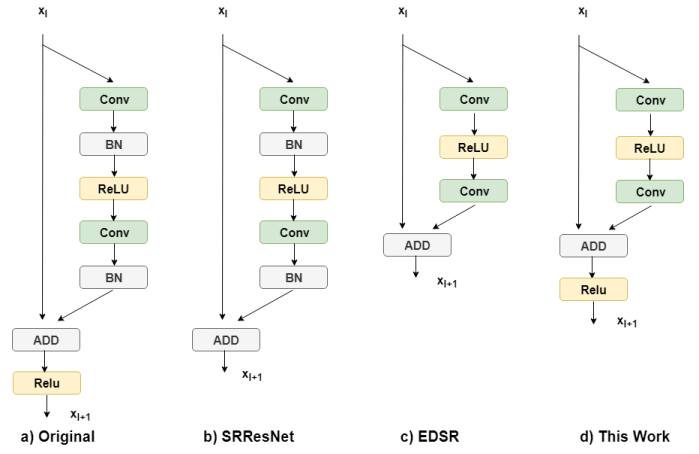 x_l
Conv
BN
ReLU
Conv
BN
ADD
Relu
x_l+1
a) Original
x_l
Conv
BN
ReLU
Conv
BN
ADD
x_l+1
b) SRResNet
x_l
Conv
ReLU
Conv
ADD
x_l+1
c) EDSR
x_l
Conv
ReLU
Conv
ADD
Relu
x_l+1
d) This Work